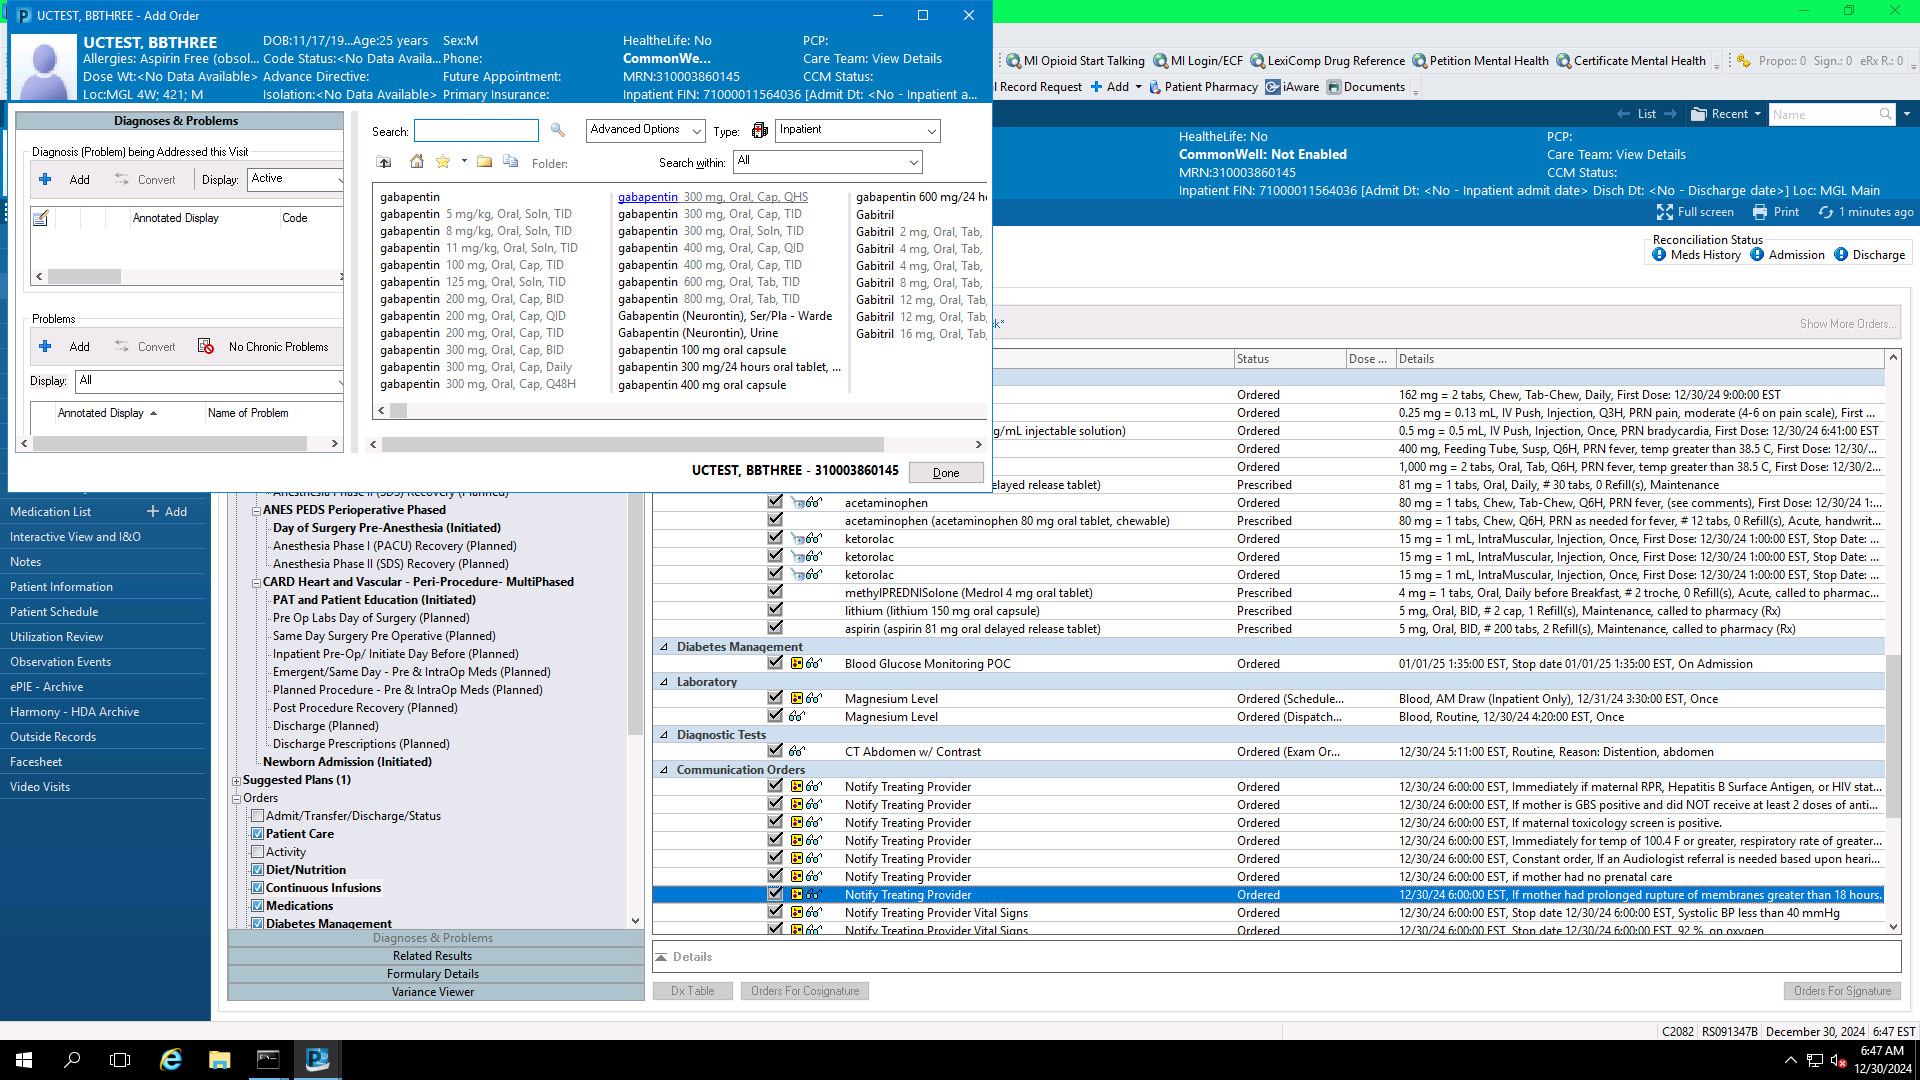 UCTEST, BBTHREE - Add Order
UCTEST, BBTHREE
DOB:11/17/19...Age:25 years
Sex:M
HealtheLife: No
PCP:
Allergies: Aspirin Free (obsol...
Code Status:<No Data Availa...
Phone:
CommonWe...
Care Team: View Details
Dose Wt:<No Data Available>
Advance Directive:
Future Appointment:
MRN:310003860145
CCM Status:
Loc:MGL 4W; 421; M
Isolation:<No Data Available>
Primary Insurance:
Inpatient FIN: 71000011564036 [Admit Dt: <No - Inpatient a...
MI Opioid Start Talking
MI Login/ECF
LexiComp Drug Reference
Petition Mental Health
Certificate Mental Health
Propo:: 0
Sign.: 0
eRx R.: 0
l Record Request
Add
Patient Pharmacy
iAware
Documents
List
Recent
Name
HealtheLife: No
PCP:
CommonWell: Not Enabled
Care Team: View Details
MRN:310003860145
CCM Status:
Inpatient FIN: 71000011564036 [Admit Dt: <No - Inpatient admit date> Disch Dt: <No - Discharge date>] Loc: MGL Main
Full screen
Print
1 minutes ago
Reconciliation Status
Meds History
Admission
Discharge
Show More Orders...
Diagnoses & Problems
Diagnosis (Problem) being Addressed this Visit
Add
Convert
Display:
Active
Annotated Display
Code
Problems
Add
Convert
No Chronic Problems
Display:
All
Annotated Display
Name of Problem
Search:
Advanced Options
Type:
Inpatient
Folder:
Search within:
All
gabapentin
gabapentin 5 mg/kg, Oral, Soln, TID
gabapentin 8 mg/kg, Oral, Soln, TID
gabapentin 11 mg/kg, Oral, Soln, TID
gabapentin 100 mg, Oral, Cap, TID
gabapentin 125 mg, Oral, Soln, TID
gabapentin 200 mg, Oral, Cap, BID
gabapentin 200 mg, Oral, Cap, QID
gabapentin 200 mg, Oral, Cap, TID
gabapentin 300 mg, Oral, Cap, BID
gabapentin 300 mg, Oral, Cap, Daily
gabapentin 300 mg, Oral, Cap, Q48H
gabapentin 300 mg, Oral, Cap, QHS
gabapentin 300 mg, Oral, Cap, TID
gabapentin 300 mg, Oral, Soln, TID
gabapentin 400 mg, Oral, Cap, QID
gabapentin 400 mg, Oral, Cap, TID
gabapentin 600 mg, Oral, Tab, TID
gabapentin 800 mg, Oral, Tab, TID
Gabapentin (Neurontin), Ser/Pla - Warde
Gabapentin (Neurontin), Urine
gabapentin 100 mg oral capsule
gabapentin 300 mg/24 hours oral tablet, ...
gabapentin 400 mg oral capsule
gabapentin 600 mg/24 h
Gabitril
Gabitril 2 mg, Oral, Tab,
Gabitril 4 mg, Oral, Tab,
Gabitril 4 mg, Oral, Tab,
Gabitril 8 mg, Oral, Tab,
Gabitril 12 mg, Oral, Tab,
Gabitril 12 mg, Oral, Tab,
Gabitril 16 mg, Oral, Tab,
UCTEST, BBTHREE - 310003860145
Done
Medication List
Add
Interactive View and I&O
Notes
Patient Information
Patient Schedule
Utilization Review
Observation Events
ePIE - Archive
Harmony - HDA Archive
Outside Records
Facesheet
Video Visits
Anesthesia Phase II (SDS) Recovery (Planned)
ANES PEDS Perioperative Phased
Day of Surgery Pre-Anesthesia (Initiated)
Anesthesia Phase I (PACU) Recovery (Planned)
Anesthesia Phase II (SDS) Recovery (Planned)
CARD Heart and Vascular - Peri-Procedure- MultiPhased
PAT and Patient Education (Initiated)
Pre Op Labs Day of Surgery (Planned)
Same Day Surgery Pre Operative (Planned)
Inpatient Pre-Op/ Initiate Day Before (Planned)
Emergent/Same Day - Pre & IntraOp Meds (Planned)
Planned Procedure - Pre & IntraOp Meds (Planned)
Post Procedure Recovery (Planned)
Discharge (Planned)
Discharge Prescriptions (Planned)
Newborn Admission (Initiated)
Suggested Plans (1)
Orders
Admit/Transfer/Discharge/Status
Patient Care
Activity
Diet/Nutrition
Continuous Infusions
Medications
Diabetes Management
Diagnoses & Problems
Related Results
Formulary Details
Variance Viewer
Status
Dose ...
Details
Ordered
162 mg = 2 tabs, Chew, Tab-Chew, Daily, First Dose: 12/30/24 9:00:00 EST
Ordered
0.25 mg = 0.13 mL, IV Push, Injection, Q3H, PRN pain, moderate (4-6 on pain scale), First ...
g/mL injectable solution)
Ordered
0.5 mg = 0.5 mL, IV Push, Injection, Once, PRN bradycardia, First Dose: 12/30/24 6:41:00 EST
Ordered
400 mg, Feeding Tube, Susp, Q6H, PRN fever, temp greater than 38.5 C, First Dose: 12/30/...
Ordered
1,000 mg = 2 tabs, Oral, Tab, Q6H, PRN fever, temp greater than 38.5 C, First Dose: 12/30/2...
elayed release tablet)
Prescribed
81 mg = 1 tabs, Oral, Daily, # 30 tabs, 0 Refill(s), Maintenance
acetaminophen
Ordered
80 mg = 1 tabs, Chew, Tab-Chew, Q6H, PRN fever, (see comments), First Dose: 12/30/24 1:...
acetaminophen (acetaminophen 80 mg oral tablet, chewable)
Prescribed
80 mg = 1 tabs, Chew, Q6H, PRN as needed for fever, # 12 tabs, 0 Refill(s), Acute, handwrit...
ketorolac
Ordered
15 mg = 1 mL, IntraMuscular, Injection, Once, First Dose: 12/30/24 1:00:00 EST, Stop Date: ...
ketorolac
Ordered
15 mg = 1 mL, IntraMuscular, Injection, Once, First Dose: 12/30/24 1:00:00 EST, Stop Date: ...
ketorolac
Ordered
15 mg = 1 mL, IntraMuscular, Injection, Once, First Dose: 12/30/24 1:00:00 EST, Stop Date: ...
methylPREDNISolone (Medrol 4 mg oral tablet)
Prescribed
4 mg = 1 tabs, Oral, Daily before Breakfast, # 2 troche, 0 Refill(s), Acute, called to pharmac...
lithium (lithium 150 mg oral capsule)
Prescribed
5 mg, Oral, BID, # 2 cap, 1 Refill(s), Maintenance, called to pharmacy (Rx)
aspirin (aspirin 81 mg oral delayed release tablet)
Prescribed
5 mg, Oral, BID, # 200 tabs, 2 Refill(s), Maintenance, called to pharmacy (Rx)
Diabetes Management
Blood Glucose Monitoring POC
Ordered
01/01/25 1:35:00 EST, Stop date 01/01/25 1:35:00 EST, On Admission
Laboratory
Magnesium Level
Ordered (Schedule...
Blood, AM Draw (Inpatient Only), 12/31/24 3:30:00 EST, Once
Magnesium Level
Ordered (Dispatch...
Blood, Routine, 12/30/24 4:20:00 EST, Once
Diagnostic Tests
CT Abdomen w/ Contrast
Ordered (Exam Or...
12/30/24 5:11:00 EST, Routine, Reason: Distention, abdomen
Communication Orders
Notify Treating Provider
Ordered
12/30/24 6:00:00 EST, Immediately if maternal RPR, Hepatitis B Surface Antigen, or HIV stat...
Notify Treating Provider
Ordered
12/30/24 6:00:00 EST, If mother is GBS positive and did NOT receive at least 2 doses of anti...
Notify Treating Provider
Ordered
12/30/24 6:00:00 EST, If maternal toxicology screen is positive.
Notify Treating Provider
Ordered
12/30/24 6:00:00 EST, Immediately for temp of 100.4 F or greater, respiratory rate of greater...
Notify Treating Provider
Ordered
12/30/24 6:00:00 EST, Constant order, If an Audiologist referral is needed based upon heari...
Notify Treating Provider
Ordered
12/30/24 6:00:00 EST, if mother had no prenatal care
Notify Treating Provider
Ordered
12/30/24 6:00:00 EST, If mother had prolonged rupture of membranes greater than 18 hours.
Notify Treating Provider Vital Signs
Ordered
12/30/24 6:00:00 EST, Stop date 12/30/24 6:00:00 EST, Systolic BP less than 40 mmHg
Notify Treating Provider Vital Signs
Ordered
12/30/24 6:00:00 EST, Stop date 12/30/24 6:00:00 EST, 92 %, on oxygen
Details
Dx Table
Orders For Cosignature
Orders For Signature
C2082
RS091347B
December 30, 2024
6:47 EST
6:47 AM
12/30/2024